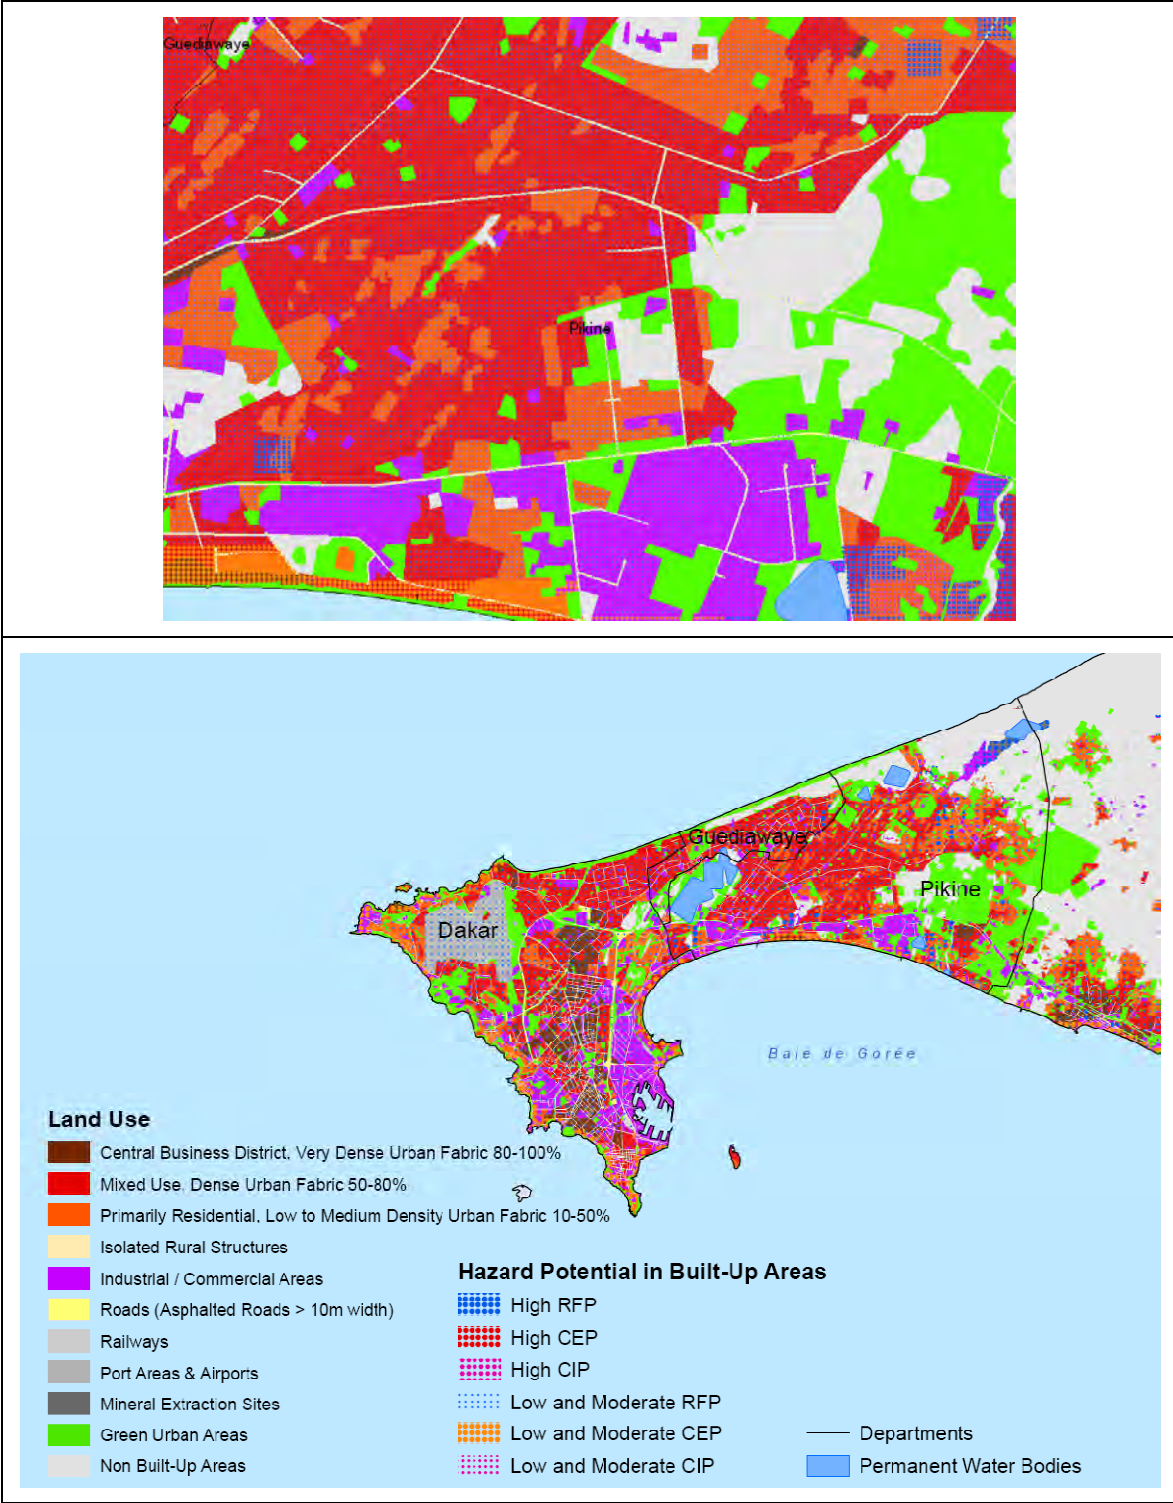 Guediawaye
Pikine
Guediawaye
Pikine
Dakar
Baie de Gorée
Land Use
Central Business District, Very Dense Urban Fabric 80-100%
Mixed Use, Dense Urban Fabric 50-80%
Primarily Residential, Low to Medium Density Urban Fabric 10-50%
Isolated Rural Structures
Industrial / Commercial Areas
Roads (Asphalted Roads > 10m width)
Railways
Port Areas & Airports
Mineral Extraction Sites
Green Urban Areas
Non Built-Up Areas
Hazard Potential in Built-Up Areas
High RFP
High CEP
High CIP
Low and Moderate RFP
Low and Moderate CEP
Low and Moderate CIP
Departments
Permanent Water Bodies